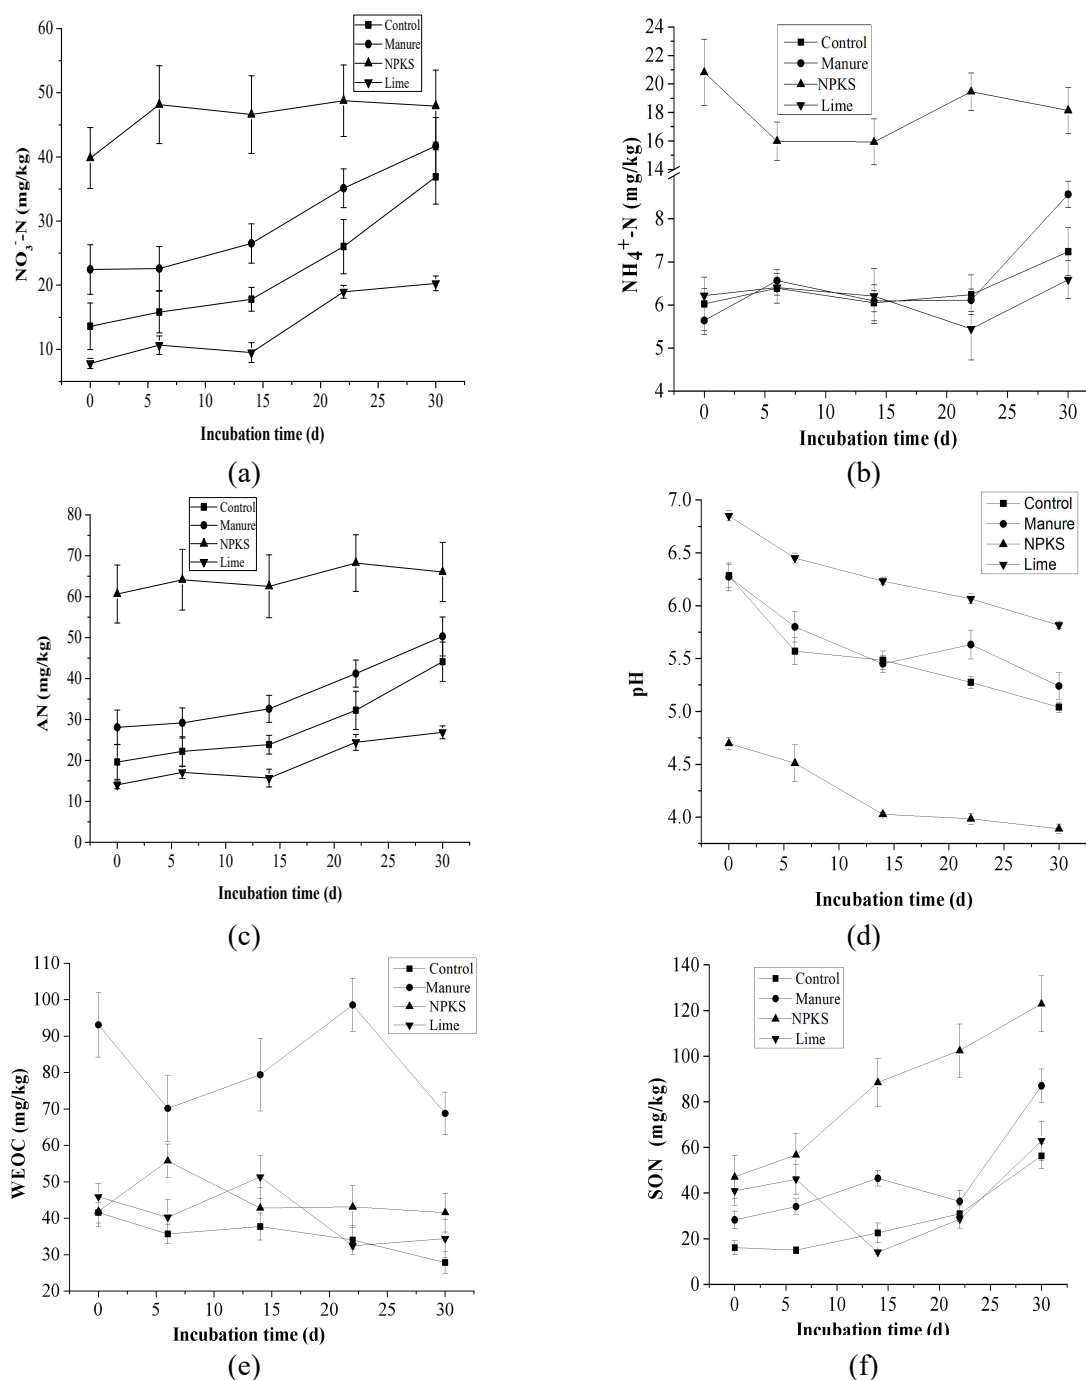 60
50
40
30
20
10
0
5
10
15
20
25
30
NO3--N (mg/kg)
Incubation time (d)
Control
Manure
NPKS
Lime
(a)
24
22
20
18
16
14
8
6
4
0
5
10
15
20
25
30
NH4+-N (mg/kg)
Incubation time (d)
Control
Manure
NPKS
Lime
(b)
80
70
60
50
40
30
20
10
0
0
5
10
15
20
25
30
AN (mg/kg)
Incubation time (d)
Control
Manure
NPKS
Lime
(c)
7.0
6.5
6.0
5.5
5.0
4.5
4.0
0
5
10
15
20
25
30
pH
Incubation time (d)
Control
Manure
NPKS
Lime
(d)
110
100
90
80
70
60
50
40
30
20
0
5
10
15
20
25
30
WEOC (mg/kg)
Incubation time (d)
Control
Manure
NPKS
Lime
(e)
140
120
100
80
60
40
20
0
0
5
10
15
20
25
30
SON (mg/kg)
Incubation time (d)
Control
Manure
NPKS
Lime
(f)